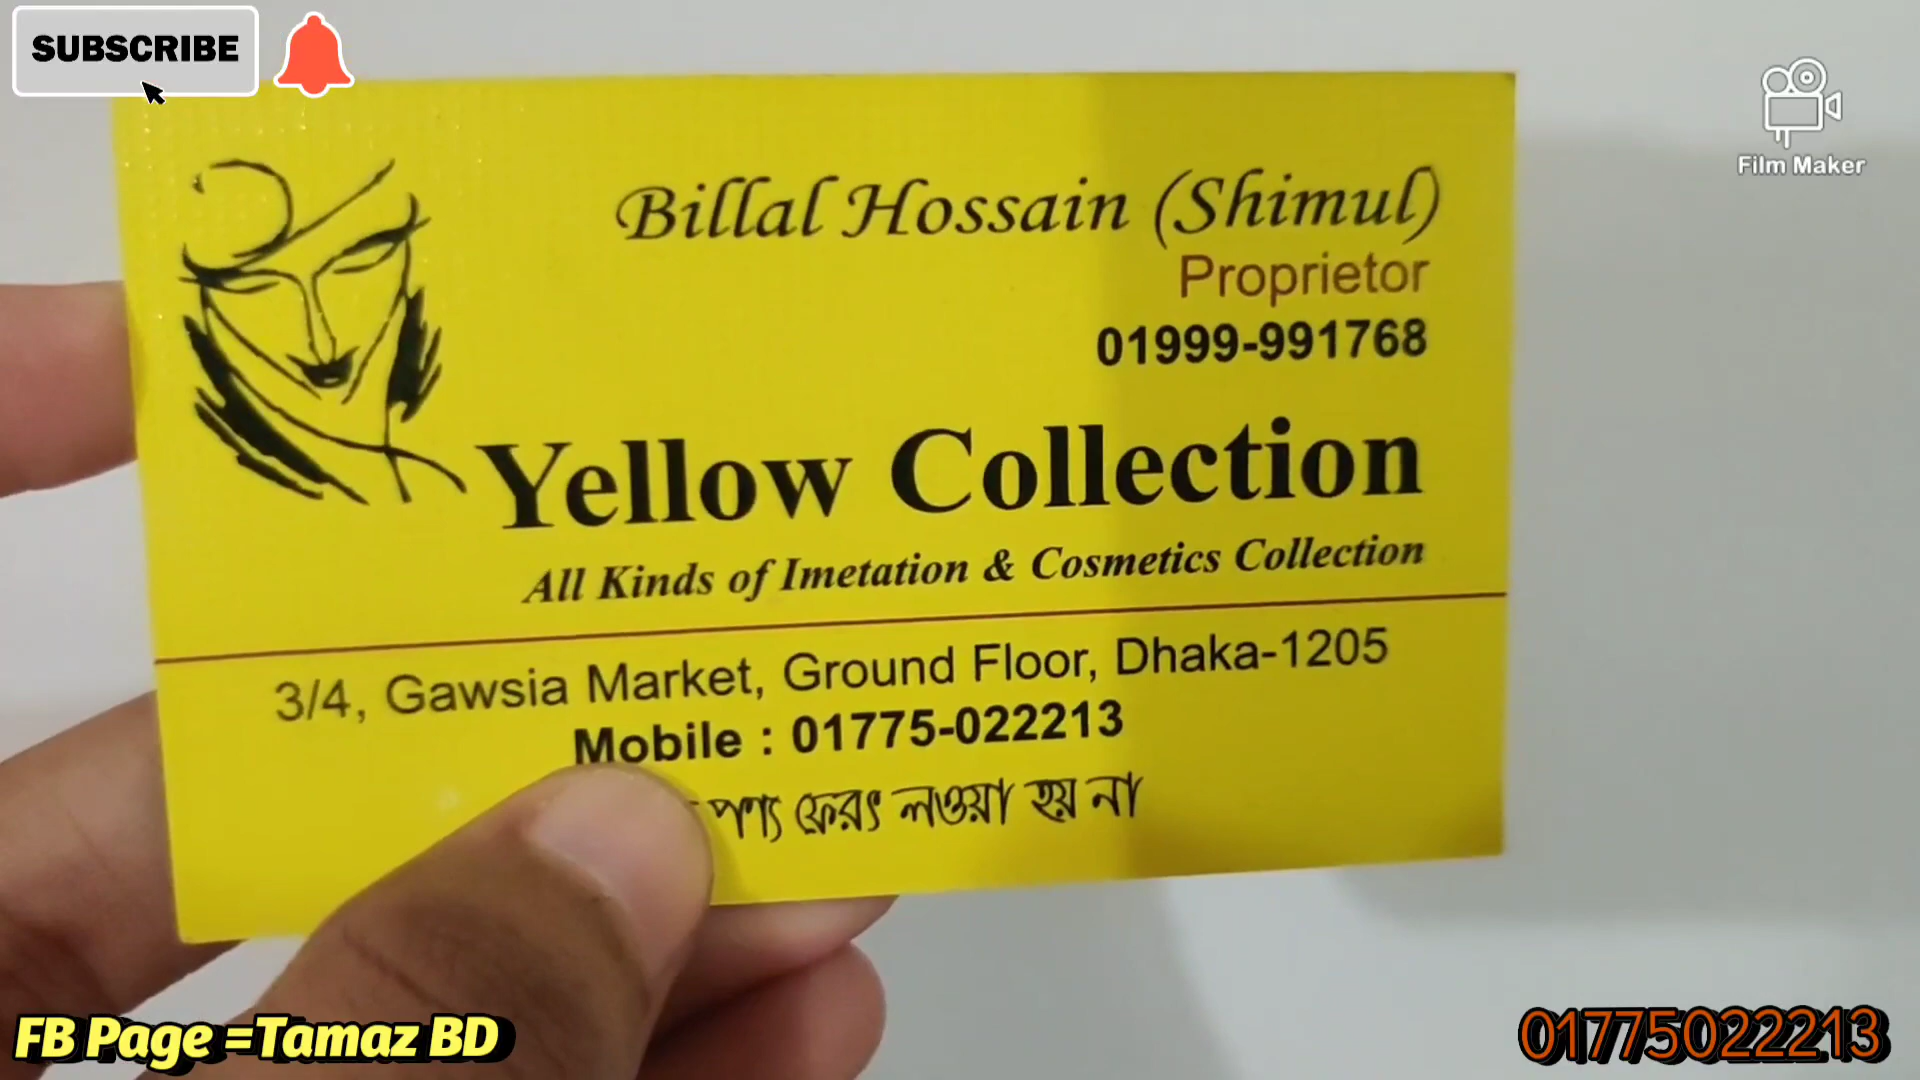 SUBSCRIBE
Film Maker
Billal Hossain (Shimul)
Proprietor
01999-991768
Yellow Collection
All Kinds of Imetation & Cosmetics Collection
3/4, Gawsia Market, Ground Floor, Dhaka-1205
Mobile : 01775-022213
পণ্য ফেরৎ লওয়া হয় না
FB Page =Tamaz BD
01775022213